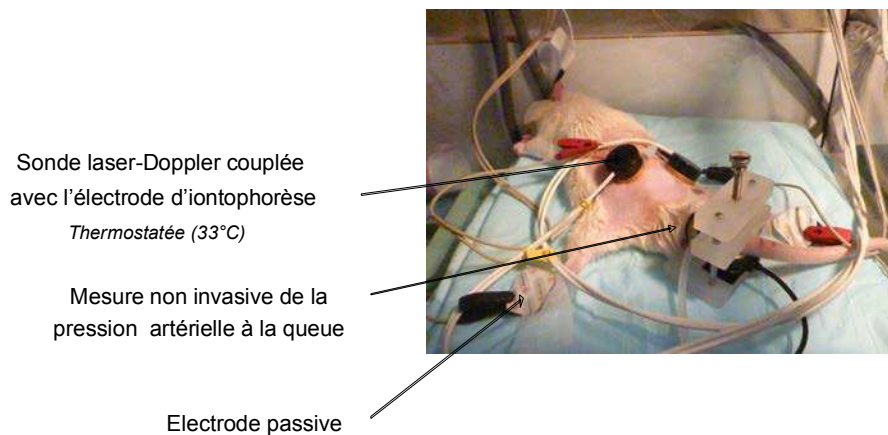 Sonde laser-Doppler couplée
avec l’électrode d’iontophorèse
Thermostatée (33°C)
Mesure non invasive de la
pression artérielle à la queue
Electrode passive